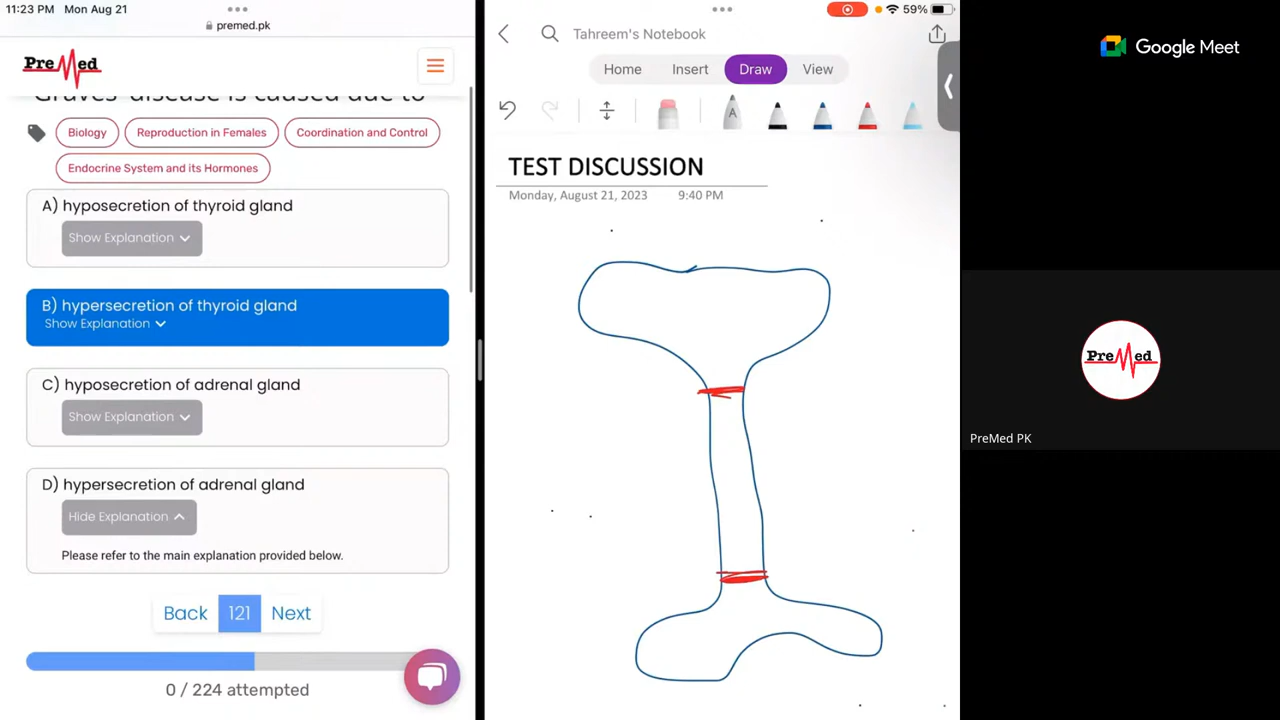 11:23 PM Mon Aug 21
premed.pk
PreMed
Graves' disease is caused due to
Biology
Reproduction in Females
Coordination and Control
Endocrine System and its Hormones
A) hyposecretion of thyroid gland
Show Explanation
B) hypersecretion of thyroid gland
Show Explanation
C) hyposecretion of adrenal gland
Show Explanation
D) hypersecretion of adrenal gland
Hide Explanation
Please refer to the main explanation provided below.
Back 121 Next
0 / 224 attempted
59%
Tahreem's Notebook
Home Insert Draw View
A
TEST DISCUSSION
Monday, August 21, 2023 9:40 PM
Google Meet
PreMed
PreMed PK